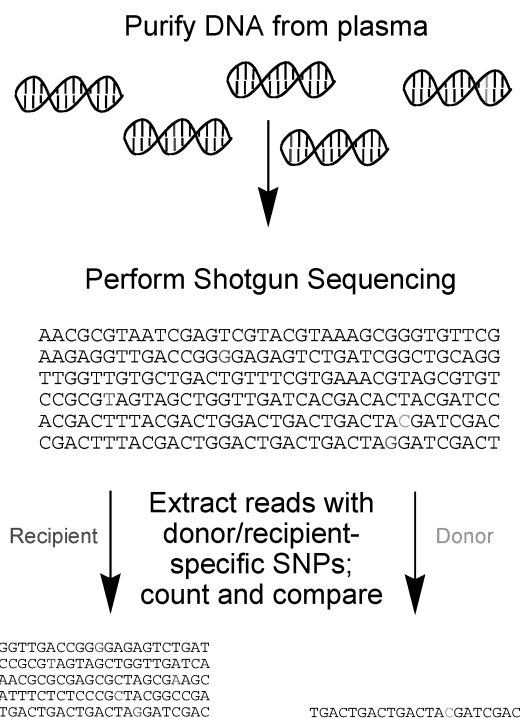 Purify DNA from plasma
Perform Shotgun Sequencing
AACGCGTAATCGAGTCGTACGTAAAGCGGGTGTTCG
AAGAGGTTGACCGGGGAGAGTCTGATCGGCTGCAGG
TTGGTTGTGCTGACTGTTTCGTGAAACGTAGCGTGT
CCGCGTAGTAGCTGGTTGATCACGACACTACGATCC
ACGACTTTACGACTGGACTGACTGACTACGATCGAC
CGACTTTACGACTGGACTGACTGACTAGGATCGACT
Recipient
Extract reads with
donor/recipient-
specific SNPs;
count and compare
Donor
GGTTGACCGGGGAGAGTCTGAT
CCGCGTAGTAGCTGGTTGATCA
AACGCGCGAGCGCTAGCGAAGC
ATTTCTCTCCCGCTACGGCCGA
TGACTGACTGACTAGGATCGAC
TGACTGACTGACTACGATCGAC